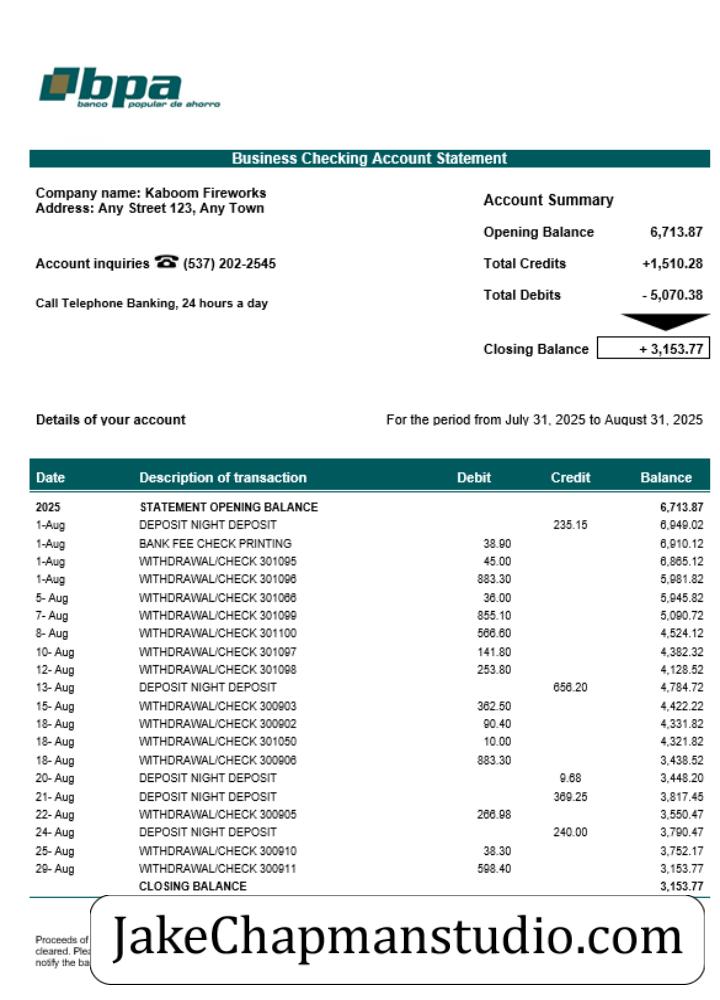 bpa
banco popular de ahorro
Business Checking Account Statement
Company name: Kaboom Fireworks
Address: Any Street 123, Any Town
Account inquiries ☎ (537) 202-2545
Call Telephone Banking, 24 hours a day
Account Summary
Opening Balance 6,713.87
Total Credits +1,510.28
Total Debits - 5,070.38
Closing Balance + 3,153.77
Details of your account For the period from July 31, 2025 to August 31, 2025
Date Description of transaction Debit Credit Balance
2025 STATEMENT OPENING BALANCE 6,713.87
1-Aug DEPOSIT NIGHT DEPOSIT 235.15 6,949.02
1-Aug BANK FEE CHECK PRINTING 38.90 6,910.12
1-Aug WITHDRAWAL/CHECK 301095 45.00 6,865.12
1-Aug WITHDRAWAL/CHECK 301096 883.30 5,981.82
5- Aug WITHDRAWAL/CHECK 301066 36.00 5,945.82
7- Aug WITHDRAWAL/CHECK 301099 855.10 5,090.72
8- Aug WITHDRAWAL/CHECK 301100 566.60 4,524.12
10- Aug WITHDRAWAL/CHECK 301097 141.80 4,382.32
12- Aug WITHDRAWAL/CHECK 301098 253.80 4,128.52
13- Aug DEPOSIT NIGHT DEPOSIT 656.20 4,784.72
15- Aug WITHDRAWAL/CHECK 300903 362.50 4,422.22
18- Aug WITHDRAWAL/CHECK 300902 90.40 4,331.82
18- Aug WITHDRAWAL/CHECK 301050 10.00 4,321.82
18- Aug WITHDRAWAL/CHECK 300906 883.30 3,438.52
20- Aug DEPOSIT NIGHT DEPOSIT 9.68 3,448.20
21- Aug DEPOSIT NIGHT DEPOSIT 369.25 3,817.45
22- Aug WITHDRAWAL/CHECK 300905 266.98 3,550.47
24- Aug DEPOSIT NIGHT DEPOSIT 240.00 3,790.47
25- Aug WITHDRAWAL/CHECK 300910 38.30 3,752.17
29- Aug WITHDRAWAL/CHECK 300911 598.40 3,153.77
CLOSING BALANCE 3,153.77
Proceeds of
cleared.
notify the
JakeChapmanstudio.com